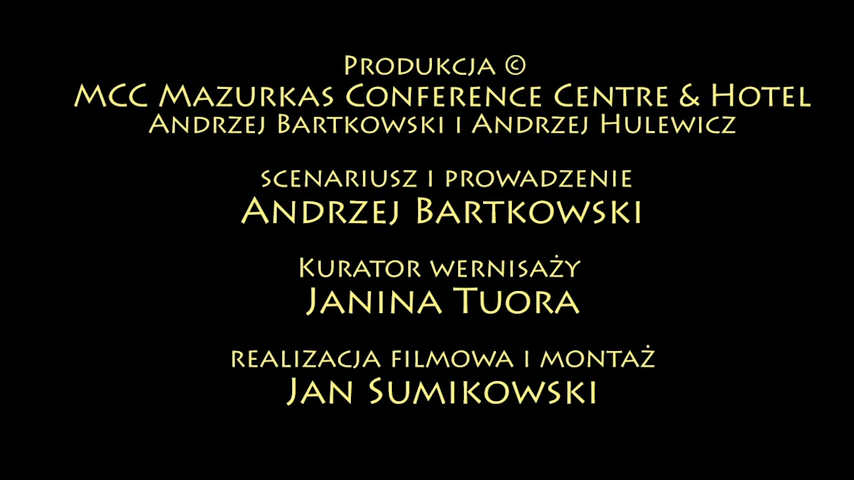 Produkcja ©
MCC Mazurkas Conference Centre & Hotel
Andrzej Bartkowski i Andrzej Hulewicz
scenariusz i prowadzenie
Andrzej Bartkowski
Kurator wernisaży
Janina Tuora
realizacja filmowa i montaż
Jan Sumikowski